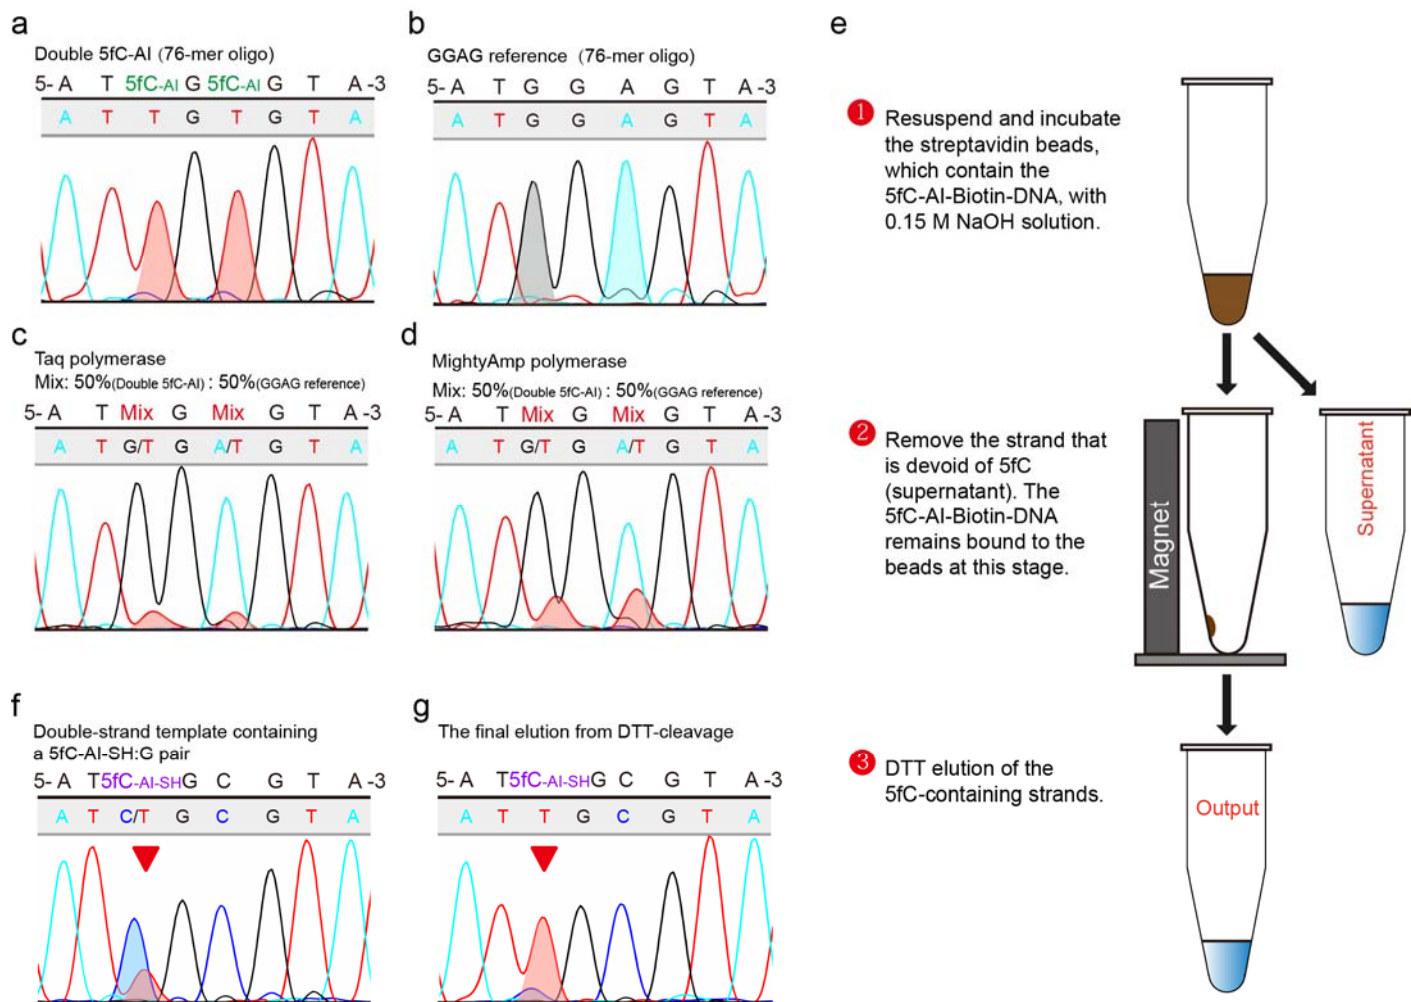 a
Double 5fC-AI (76-mer oligo)
5- A T 5fC-AI G 5fC-AI G T A -3
A T T G T G T A
b
GGAG reference (76-mer oligo)
5- A T G G A G T A -3
A T G G A G T A
c
Taq polymerase
Mix: 50%(Double 5fC-AI) : 50%(GGAG reference)
5- A T Mix G Mix G T A -3
A T G/T G A/T G T A
d
MightyAmp polymerase
Mix: 50%(Double 5fC-AI) : 50%(GGAG reference)
5- A T Mix G Mix G T A -3
A T G/T G A/T G T A
e
1 Resuspend and incubate
the streptavidin beads,
which contain the
5fC-AI-Biotin-DNA, with
0.15 M NaOH solution.
2 Remove the strand that
is devoid of 5fC
(supernatant). The
5fC-AI-Biotin-DNA
remains bound to the
beads at this stage.
Magnet
Supernatant
3 DTT elution of the
5fC-containing strands.
Output
f
Double-strand template containing
a 5fC-AI-SH:G pair
5- A T 5fC-AI-SH G C G T A -3
A T C/T G C G T A
g
The final elution from DTT-cleavage
5- A T 5fC-AI-SH G C G T A -3
A T T G C G T A